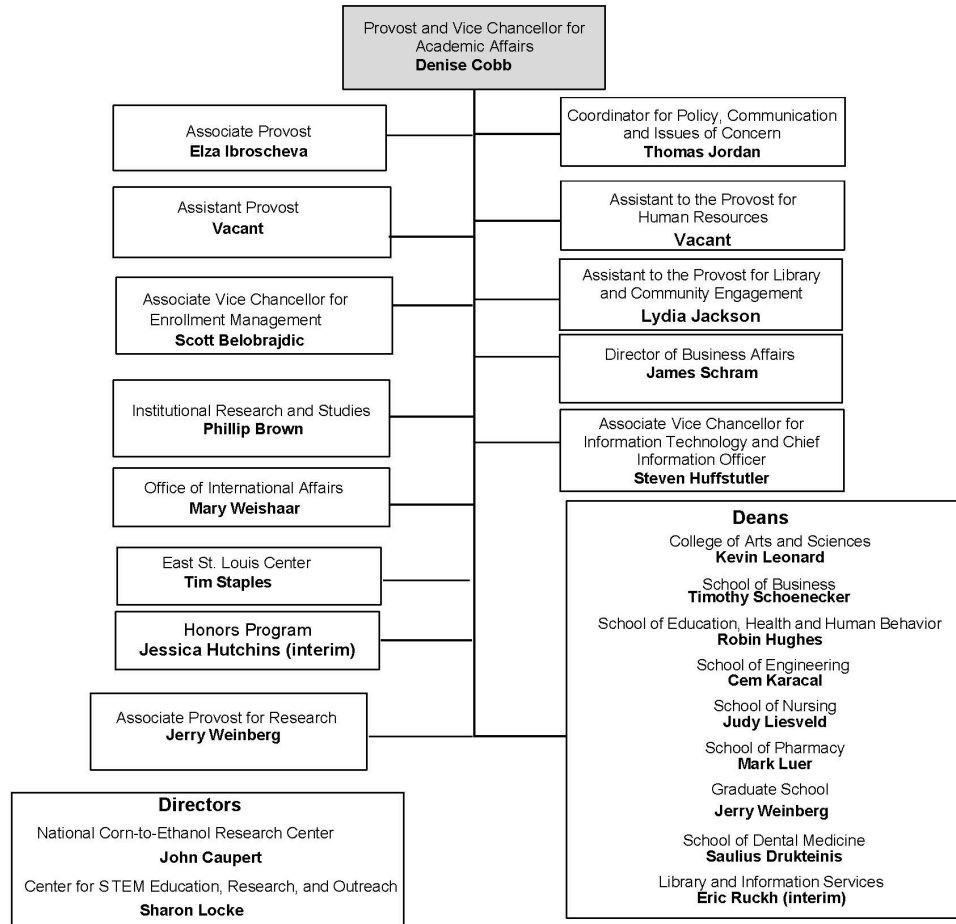 Provost and Vice Chancellor for
Academic Affairs
Denise Cobb
Associate Provost
Elza Ibroscheva
Assistant Provost
Vacant
Associate Vice Chancellor for
Enrollment Management
Scott Belobrajdic
Institutional Research and Studies
Phillip Brown
Office of International Affairs
Mary Weishaar
East St. Louis Center
Tim Staples
Honors Program
Jessica Hutchins (interim)
Associate Provost for Research
Jerry Weinberg
Directors
National Corn-to-Ethanol Research Center
John Caupert
Center for STEM Education, Research, and Outreach
Sharon Locke
Coordinator for Policy, Communication
and Issues of Concern
Thomas Jordan
Assistant to the Provost for
Human Resources
Vacant
Assistant to the Provost for Library
and Community Engagement
Lydia Jackson
Director of Business Affairs
James Schram
Associate Vice Chancellor for
Information Technology and Chief
Information Officer
Steven Huffstutler
Deans
College of Arts and Sciences
Kevin Leonard
School of Business
Timothy Schoenecker
School of Education, Health and Human Behavior
Robin Hughes
School of Engineering
Cem Karacal
School of Nursing
Judy Liesveld
School of Pharmacy
Mark Luer
Graduate School
Jerry Weinberg
School of Dental Medicine
Saulius Drukteinis
Library and Information Services
Eric Ruckh (interim)